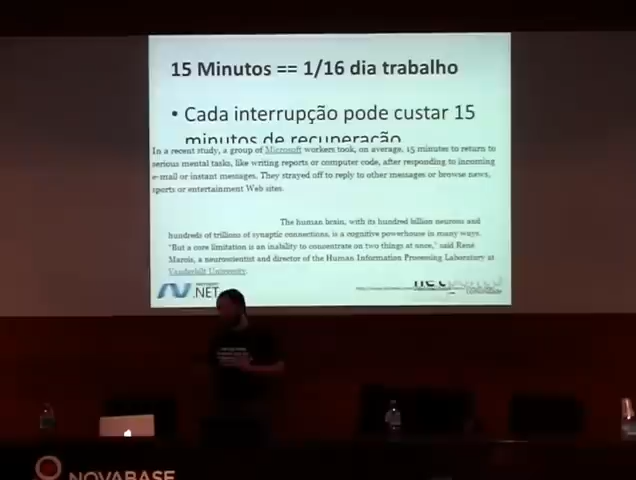 15 Minutos == 1/16 dia trabalho
• Cada interrupção pode custar 15
minutos de recuperação
In a recent study, a group of Microsoft workers took, on average, 15 minutes to return to
serious mental tasks, like writing reports or computer code, after responding to incoming
e-mail or instant messages. They strayed off to reply to other messages or browse news,
sports or entertainment Web sites.
The human brain, with its hundred billion neurons and
hundreds of trillions of synaptic connections, is a cognitive powerhouse in many ways.
"But a core limitation is an inability to concentrate on two things at once," said René
Marois, a neuroscientist and director of the Human Information Processing Laboratory at
Vanderbilt University.
.NET
NOVABASE